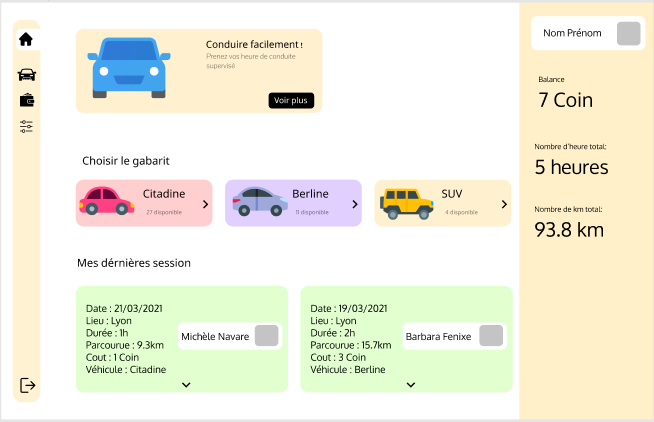 Conduire facilement !
Prenez vos heure de conduite
supervisé
Voir plus
Choisir le gabarit
Citadine
27 disponible
Berline
11 disponible
SUV
4 disponible
Mes dérnières session
Date : 21/03/2021
Lieu : Lyon
Durée : 1h
Parcourue : 9.3km
Cout : 1 Coin
Véhicule : Citadine
Michèle Navare
Date : 19/03/2021
Lieu : Lyon
Durée : 2h
Parcourue : 15.7km
Cout : 3 Coin
Véhicule : Berline
Barbara Fenixe
Nom Prénom
Balance
7 Coin
Nombre d'heure total:
5 heures
Nombre de km total:
93.8 km